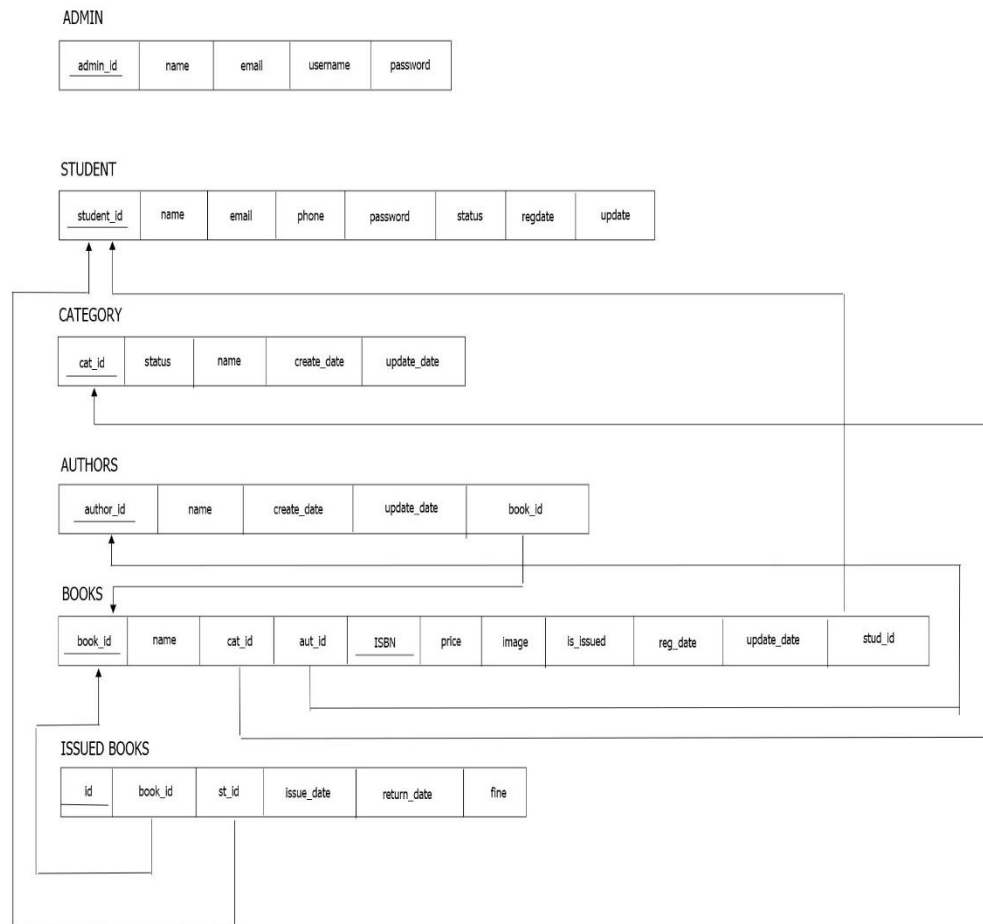 ADMIN
admin_id name email username password
STUDENT
student_id name email phone password status regdate update
CATEGORY
cat_id status name create_date update_date
AUTHORS
author_id name create_date update_date book_id
BOOKS
book_id name cat_id aut_id ISBN price image is_issued reg_date update_date stud_id
ISSUED BOOKS
id book_id st_id issue_date return_date fine